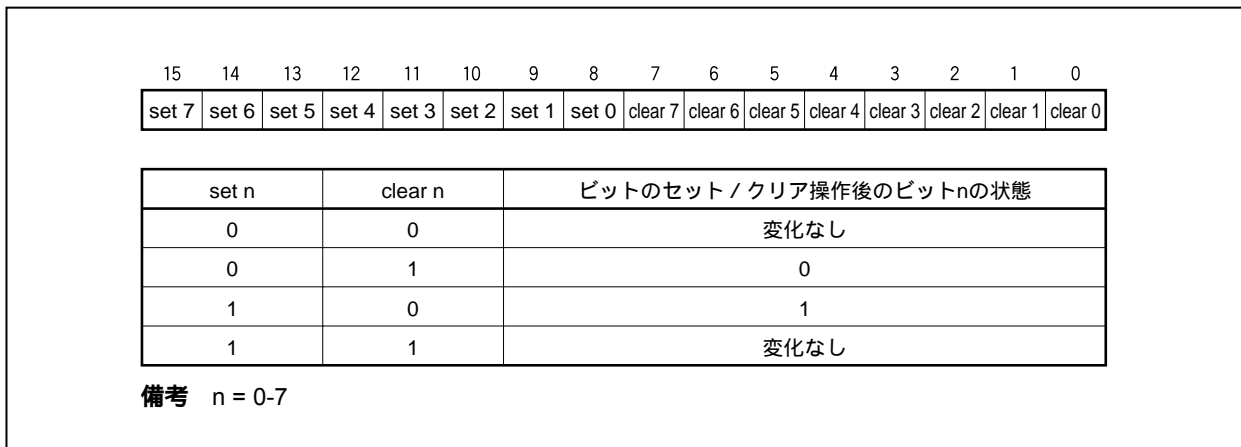 15 14 13 12 11 10 9 8 7 6 5 4 3 2 1 0
set 7 set 6 set 5 set 4 set 3 set 2 set 1 set 0 clear 7 clear 6 clear 5 clear 4 clear 3 clear 2 clear 1 clear 0
set n clear n ビットのセット / クリア操作後のビットnの状態
0 0 変化なし
0 1 0
1 0 1
1 1 変化なし
備考 n = 0-7